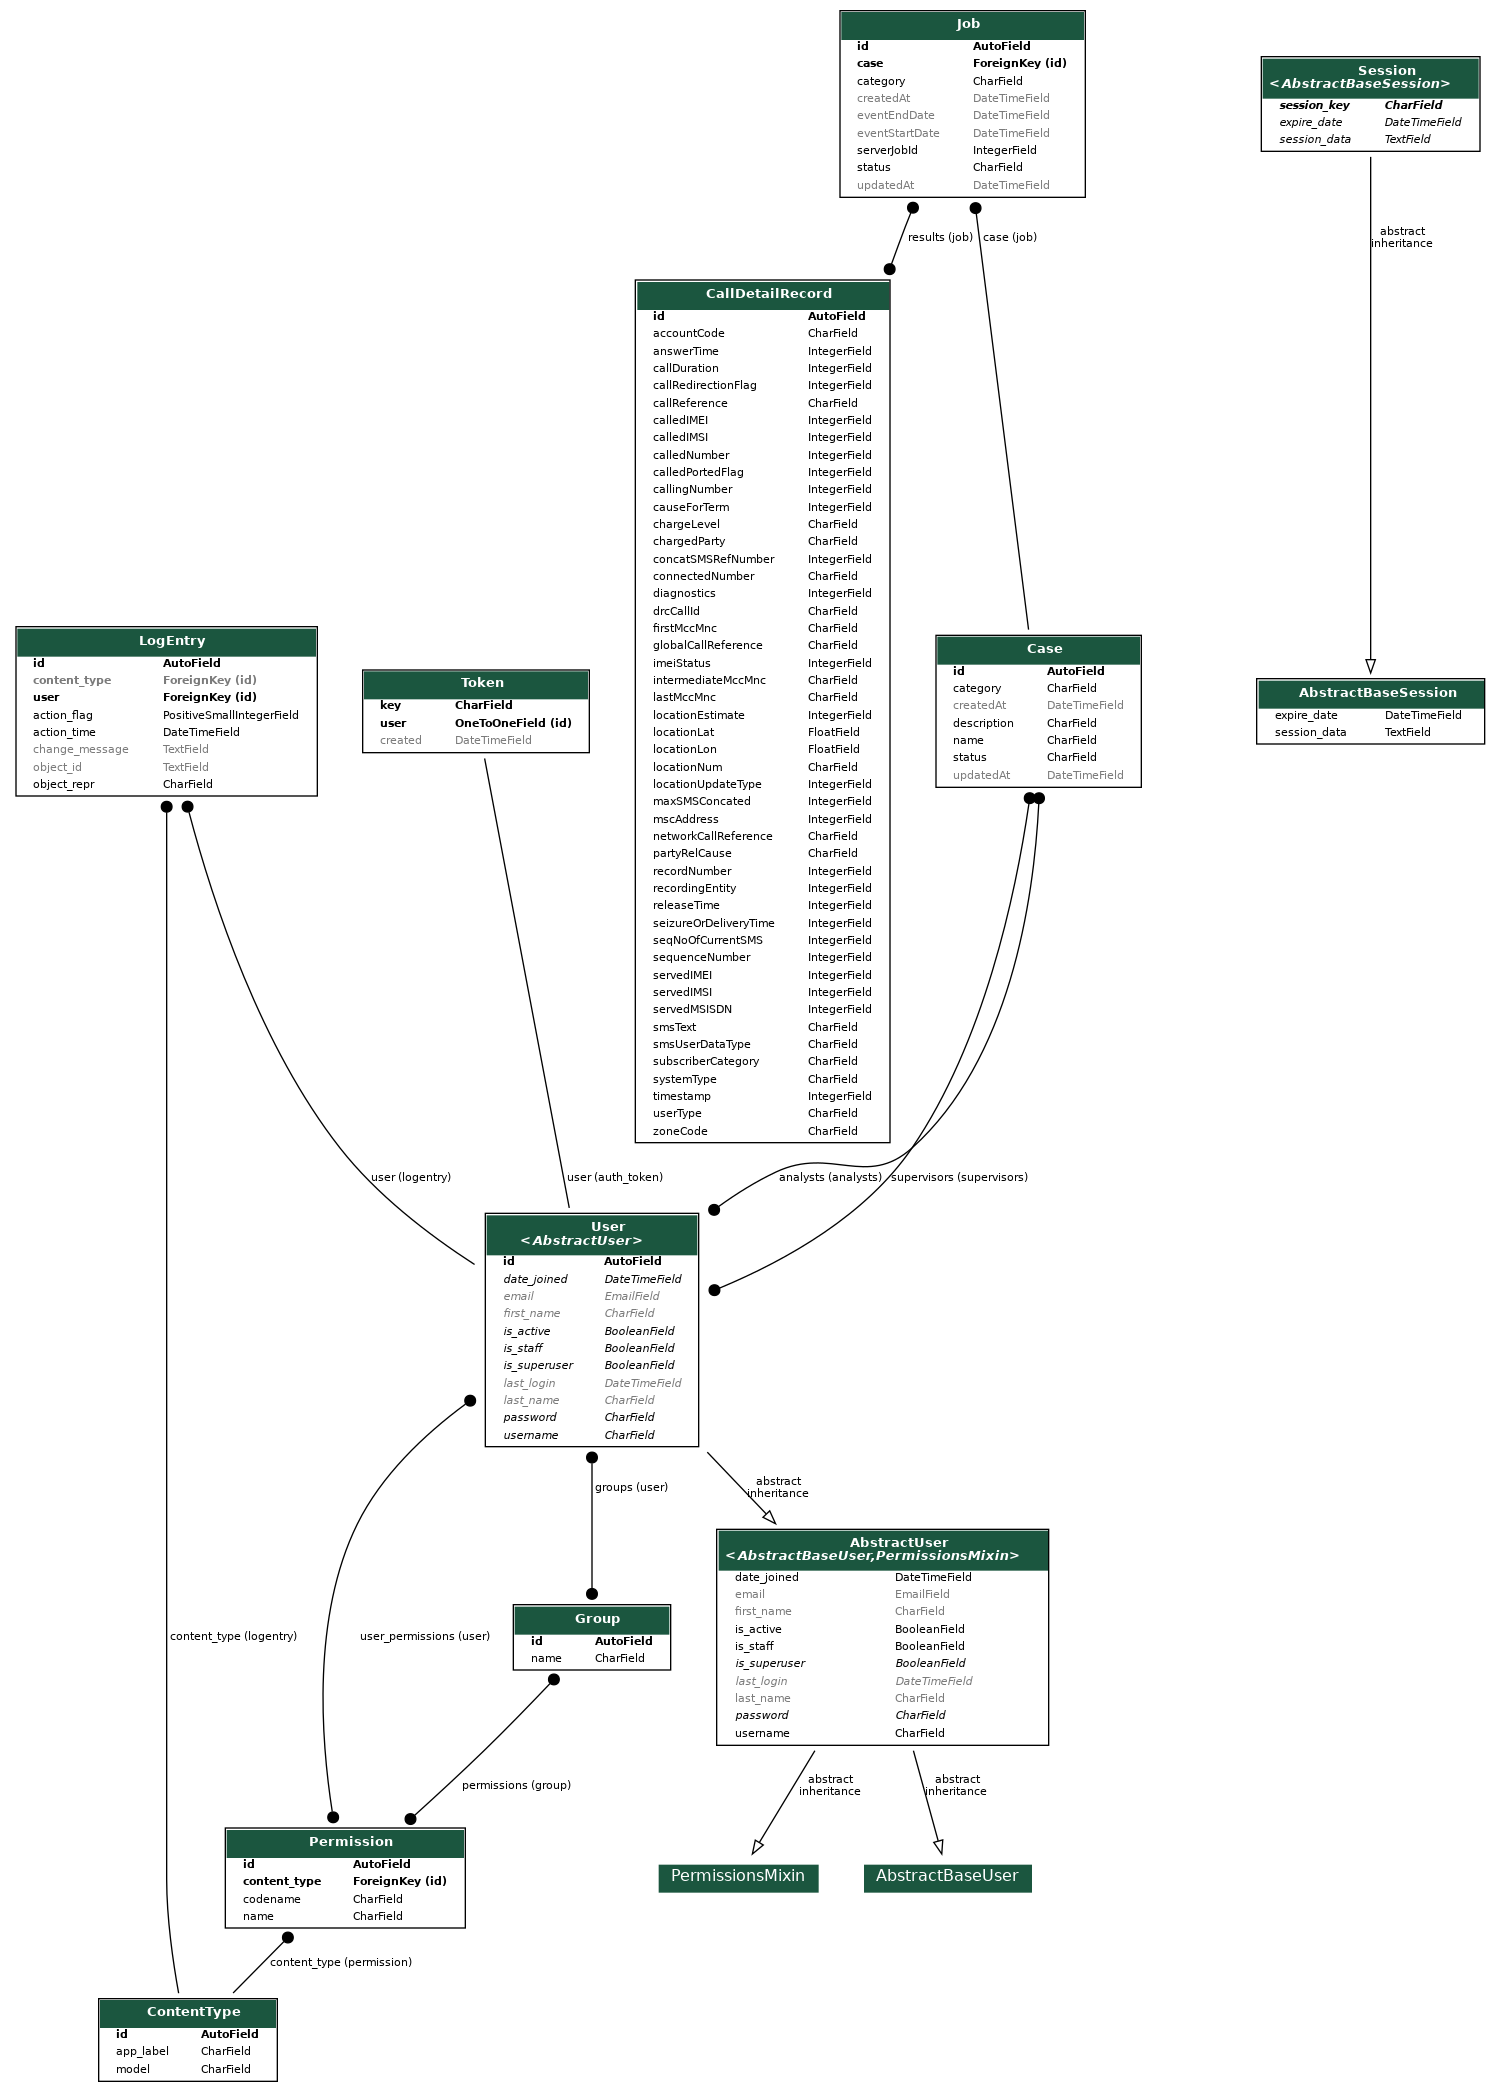 Job
id AutoField
case ForeignKey (id)
category CharField
createdAt DateTimeField
eventEndDate DateTimeField
eventStartDate DateTimeField
serverJobId IntegerField
status CharField
updatedAt DateTimeField
Session
<AbstractBaseSession>
session_key CharField
expire_date DateTimeField
session_data TextField
results (job)
case (job)
abstract
inheritance
CallDetailRecord
id AutoField
accountCode CharField
answerTime IntegerField
callDuration IntegerField
callRedirectionFlag IntegerField
callReference CharField
calledIMEI IntegerField
calledIMSI IntegerField
calledNumber IntegerField
calledPortedFlag IntegerField
callingNumber IntegerField
causeForTerm IntegerField
chargeLevel CharField
chargedParty CharField
concatSMSRefNumber IntegerField
connectedNumber CharField
diagnostics IntegerField
drcCallId CharField
firstMccMnc CharField
globalCallReference CharField
imeiStatus IntegerField
intermediateMccMnc CharField
lastMccMnc CharField
locationEstimate IntegerField
locationLat FloatField
locationLon FloatField
locationNum CharField
locationUpdateType IntegerField
maxSMSConcated IntegerField
mscAddress IntegerField
networkCallReference CharField
partyRelCause CharField
recordNumber IntegerField
recordingEntity IntegerField
releaseTime IntegerField
seizureOrDeliveryTime IntegerField
seqNoOfCurrentSMS IntegerField
sequenceNumber IntegerField
servedIMEI IntegerField
servedIMSI IntegerField
servedMSISDN IntegerField
smsText CharField
smsUserDataType CharField
subscriberCategory CharField
systemType CharField
timestamp IntegerField
userType CharField
zoneCode CharField
LogEntry
id AutoField
content_type ForeignKey (id)
user ForeignKey (id)
action_flag PositiveSmallIntegerField
action_time DateTimeField
change_message TextField
object_id TextField
object_repr CharField
Token
key CharField
user OneToOneField (id)
created DateTimeField
Case
id AutoField
category CharField
createdAt DateTimeField
description CharField
name CharField
status CharField
updatedAt DateTimeField
AbstractBaseSession
expire_date DateTimeField
session_data TextField
user (logentry)
user (auth_token)
analysts (analysts)
supervisors (supervisors)
User
<AbstractUser>
id AutoField
date_joined DateTimeField
email EmailField
first_name CharField
is_active BooleanField
is_staff BooleanField
is_superuser BooleanField
last_login DateTimeField
last_name CharField
password CharField
username CharField
groups (user)
abstract
inheritance
AbstractUser
<AbstractBaseUser,PermissionsMixin>
date_joined DateTimeField
email EmailField
first_name CharField
is_active BooleanField
is_staff BooleanField
is_superuser BooleanField
last_login DateTimeField
last_name CharField
password CharField
username CharField
content_type (logentry)
user_permissions (user)
Group
id AutoField
name CharField
permissions (group)
abstract
inheritance
abstract
inheritance
Permission
id AutoField
content_type ForeignKey (id)
codename CharField
name CharField
PermissionsMixin
AbstractBaseUser
content_type (permission)
ContentType
id AutoField
app_label CharField
model CharField